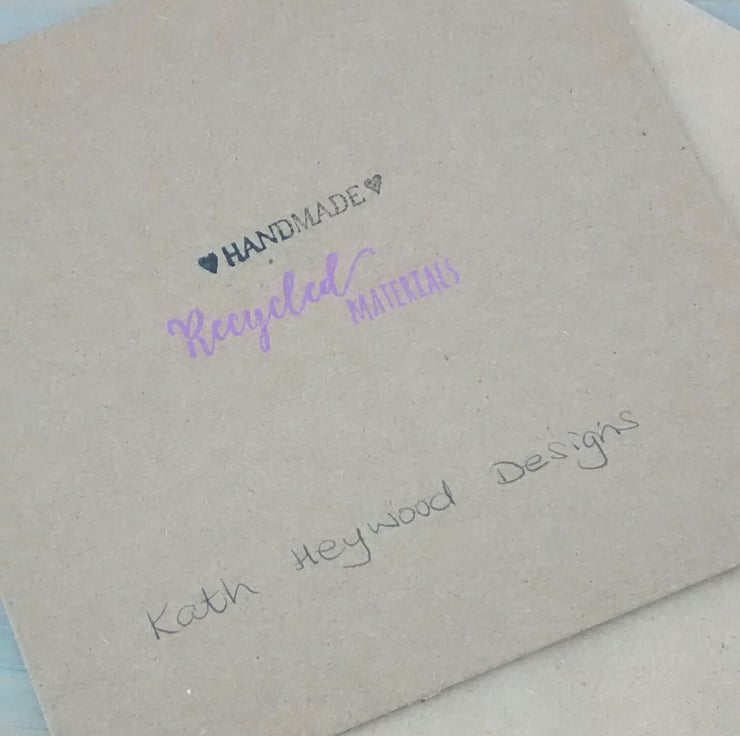 ♥HANDMADE♥
Recycled MATERIALS
Kath Heywood Designs